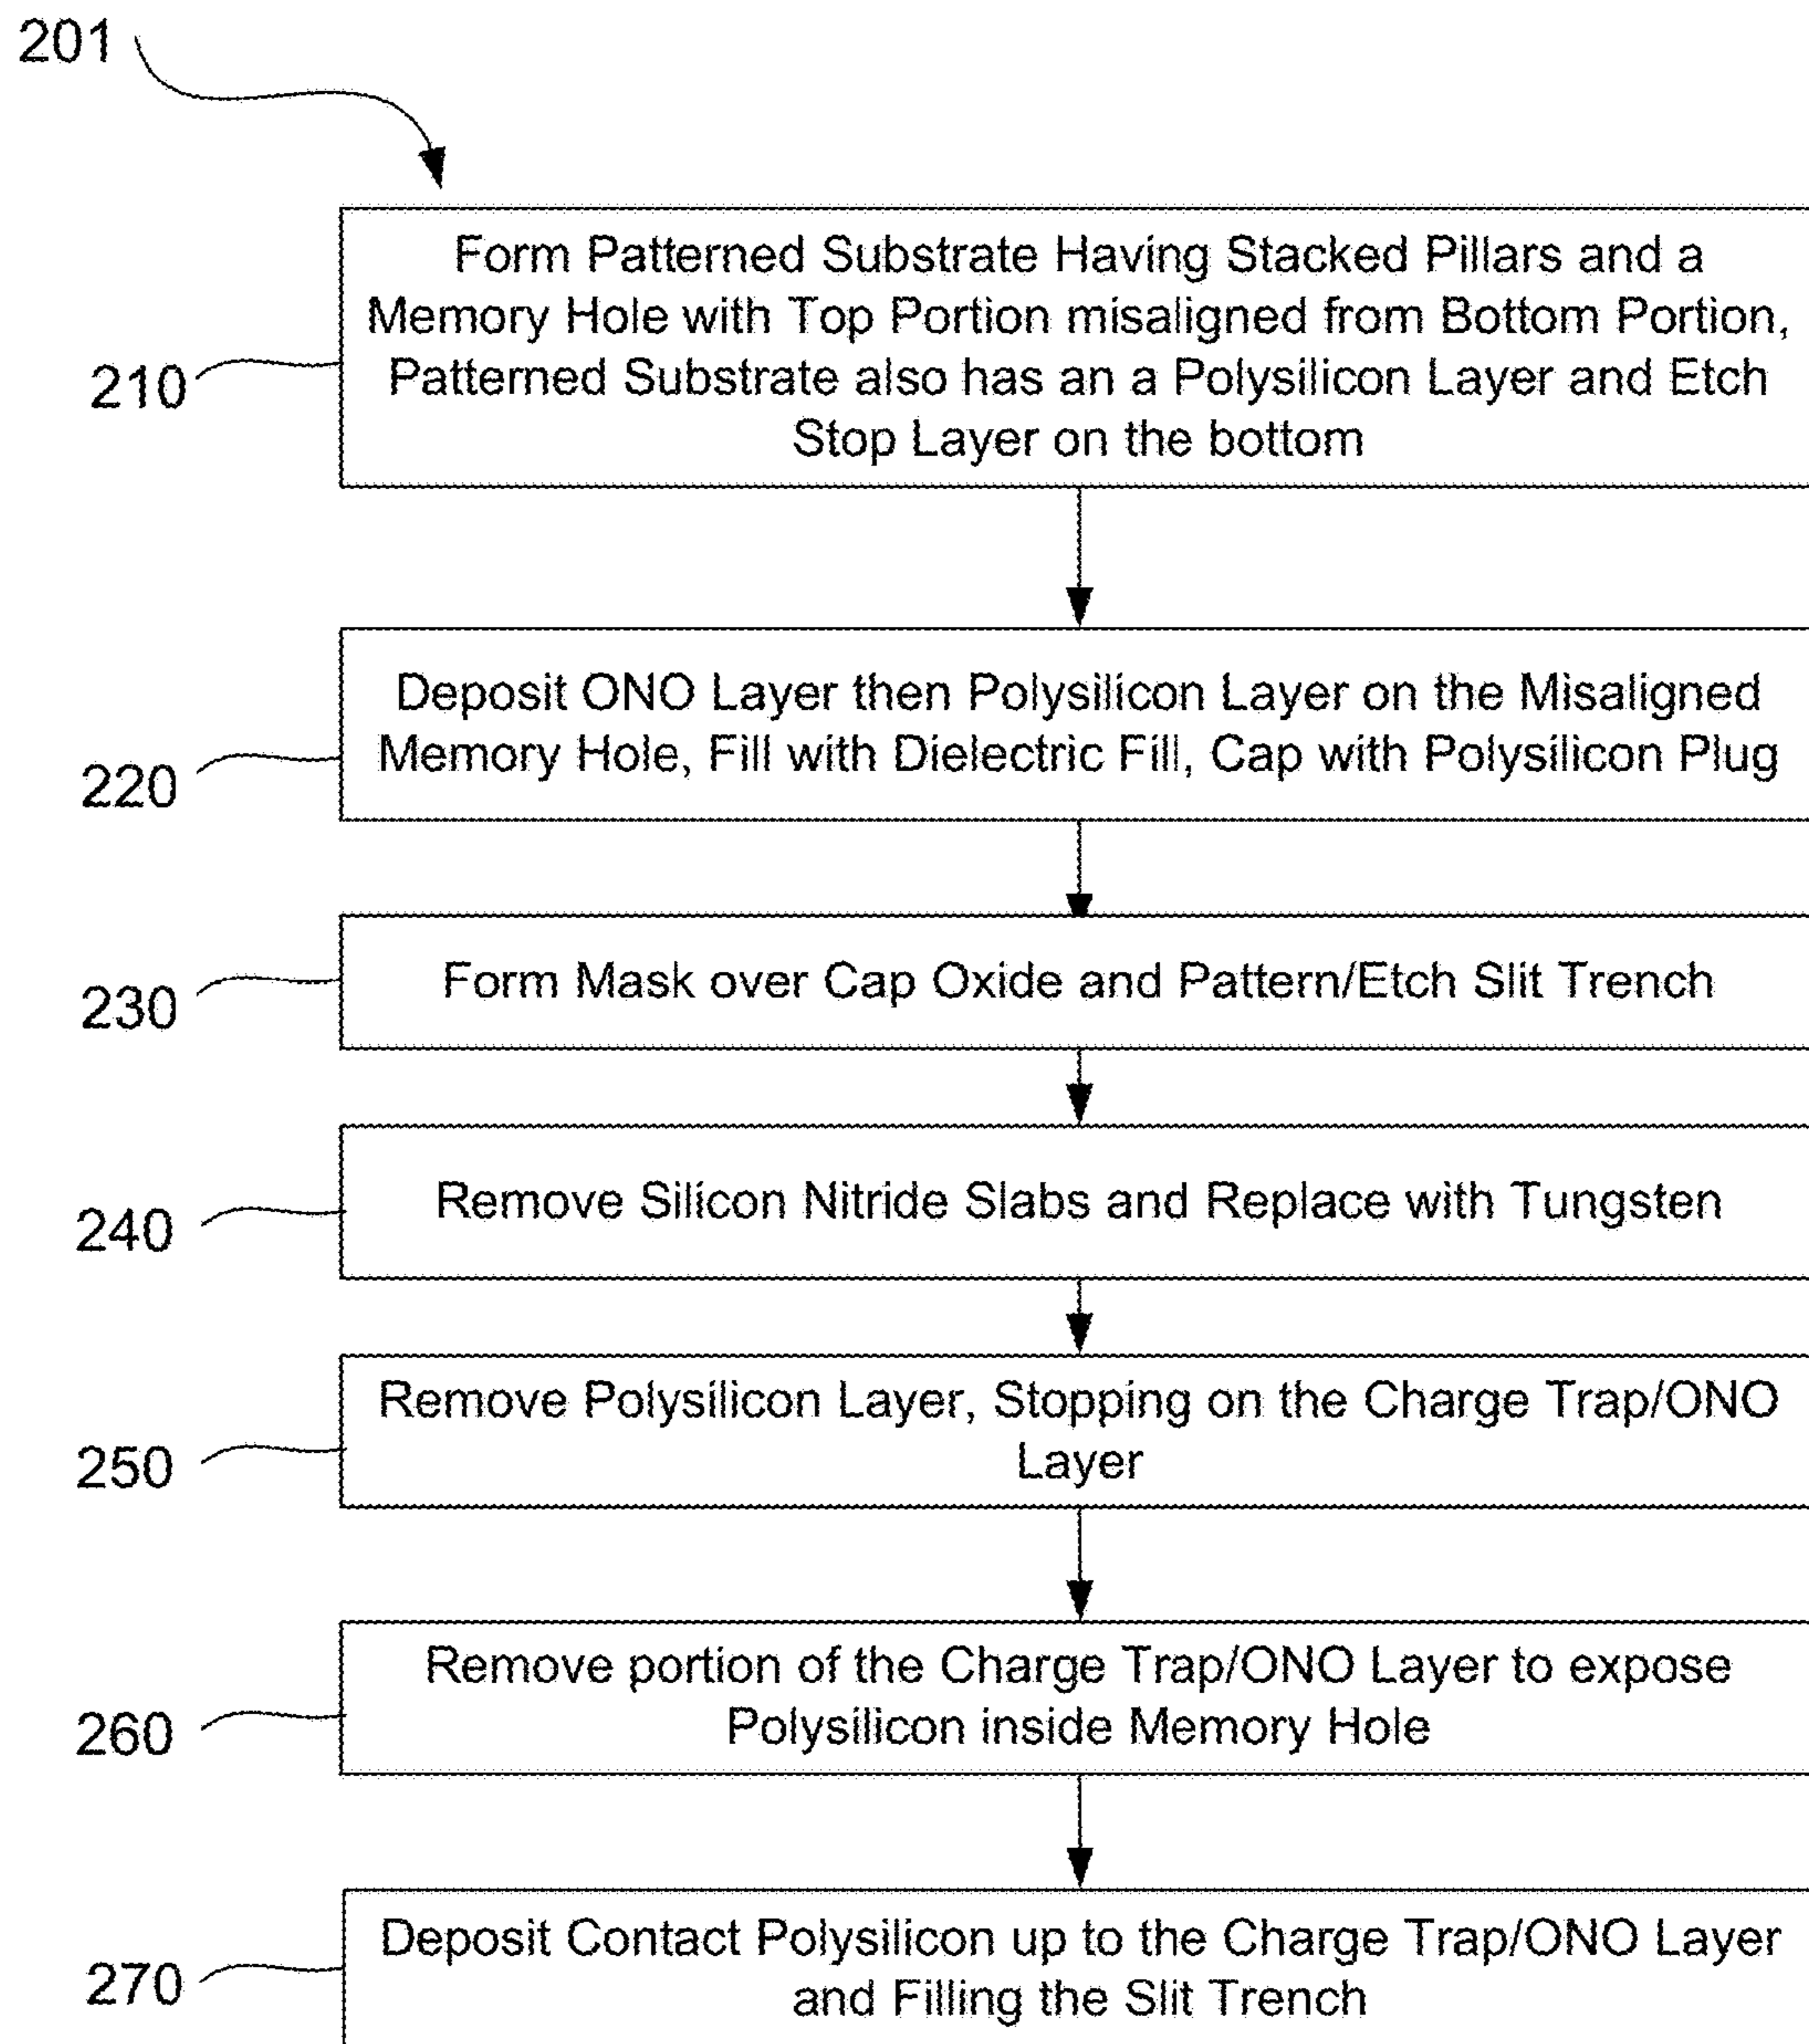 201
Form Patterned Substrate Having Stacked Pillars and a
Memory Hole with Top Portion misaligned from Bottom Portion,
Patterned Substrate also has an a Polysilicon Layer and Etch
Stop Layer on the bottom
210
Deposit ONO Layer then Polysilicon Layer on the Misaligned
Memory Hole, Fill with Dielectric Fill, Cap with Polysilicon Plug
220
Form Mask over Cap Oxide and Pattern/Etch Slit Trench
230
Remove Silicon Nitride Slabs and Replace with Tungsten
240
Remove Polysilicon Layer, Stopping on the Charge Trap/ONO
Layer
250
Remove portion of the Charge Trap/ONO Layer to expose
Polysilicon inside Memory Hole
260
Deposit Contact Polysilicon up to the Charge Trap/ONO Layer
and Filling the Slit Trench
270